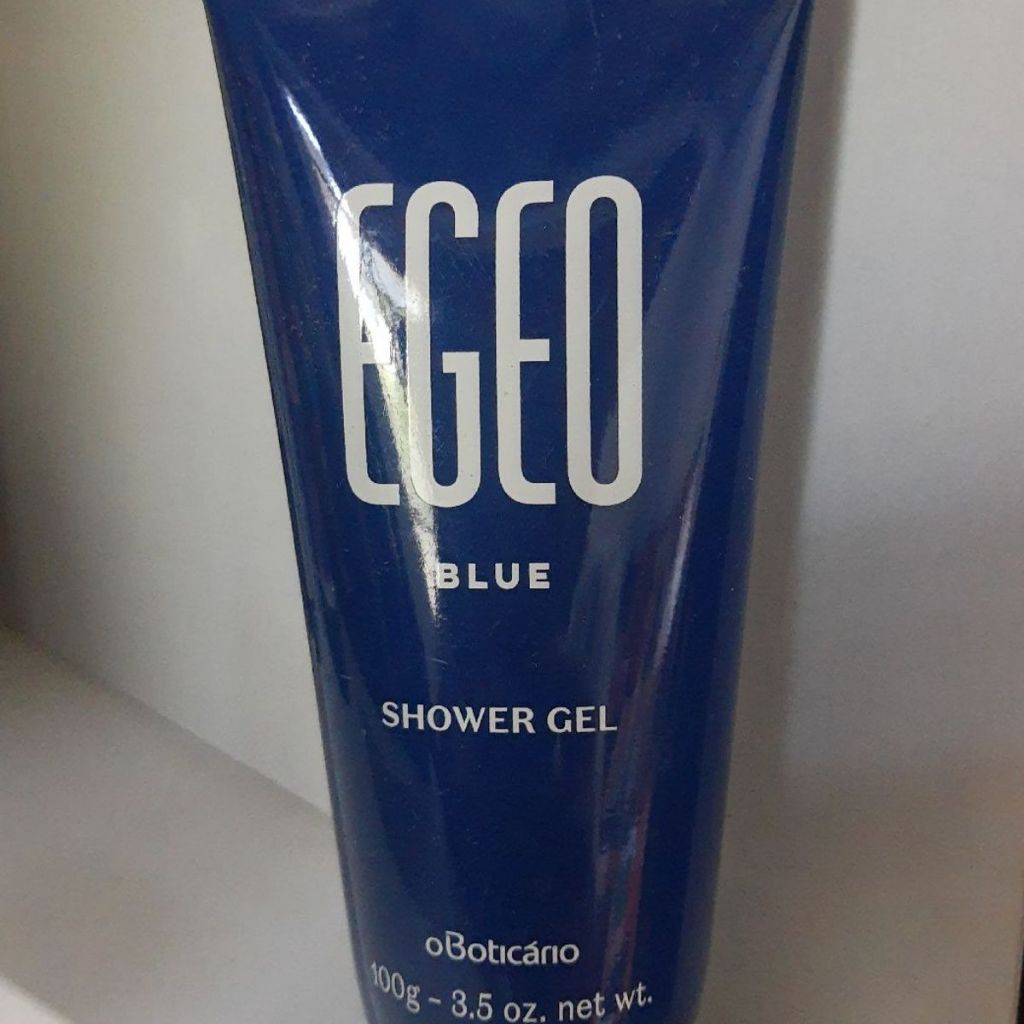 EGEO
BLUE
SHOWER GEL
oBoticário
100g - 3.5 oz. net wt.